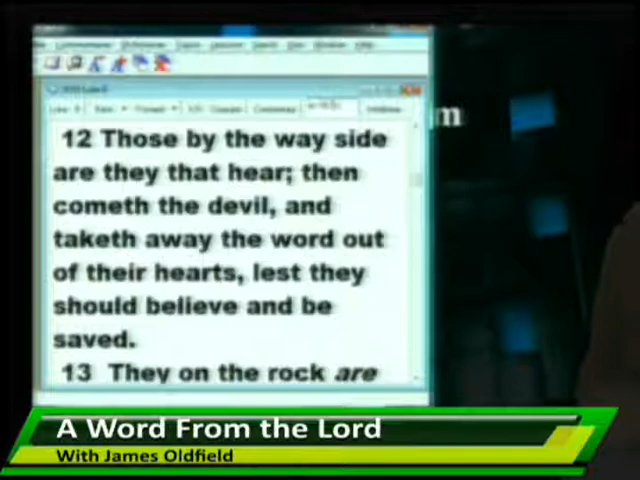 m
12 Those by the way side
are they that hear; then
cometh the devil, and
taketh away the word out
of their hearts, lest they
should believe and be
saved.
13 They on the rock are
A Word From the Lord
With James Oldfield